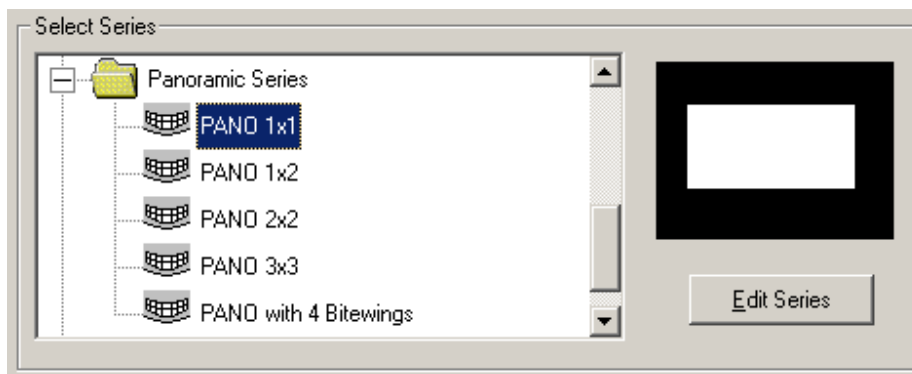 Select Series
Panoramic Series
PANO 1x1
PANO 1x2
PANO 2x2
PANO 3x3
PANO with 4 Bitewings
Edit Series